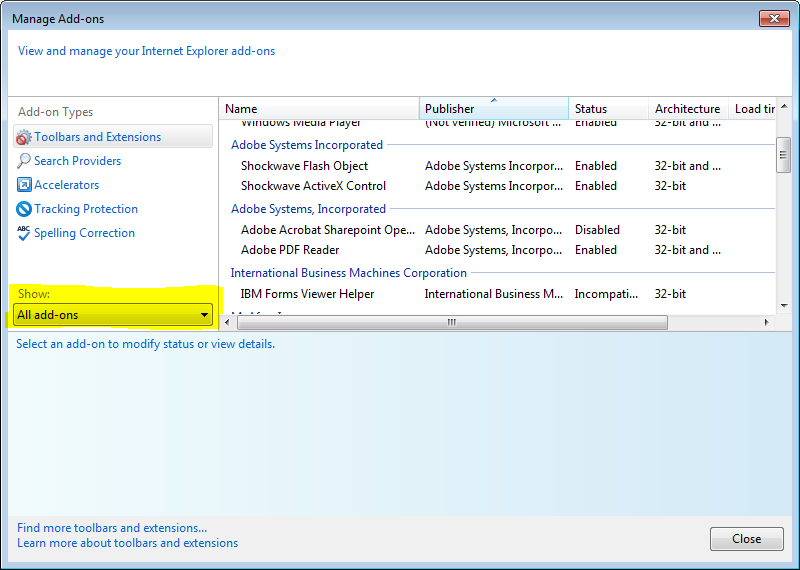 Manage Add-ons
View and manage your Internet Explorer add-ons
Add-on Types
Toolbars and Extensions
Search Providers
Accelerators
Tracking Protection
ABC
Spelling Correction
Show:
All add-ons
Name Publisher Status Architecture Load tim
Windows Media Player (Not verified) Microsoft ... Enabled 32-bit and ...
Adobe Systems Incorporated
Shockwave Flash Object Adobe Systems Incorpor... Enabled 32-bit and ...
Shockwave ActiveX Control Adobe Systems Incorpor... Enabled 32-bit
Adobe Systems, Incorporated
Adobe Acrobat Sharepoint Ope... Adobe Systems, Incorpo... Disabled 32-bit
Adobe PDF Reader Adobe Systems, Incorpo... Enabled 32-bit and ...
International Business Machines Corporation
IBM Forms Viewer Helper International Business M... Incompati... 32-bit
Select an add-on to modify status or view details.
Find more toolbars and extensions...
Learn more about toolbars and extensions
Close